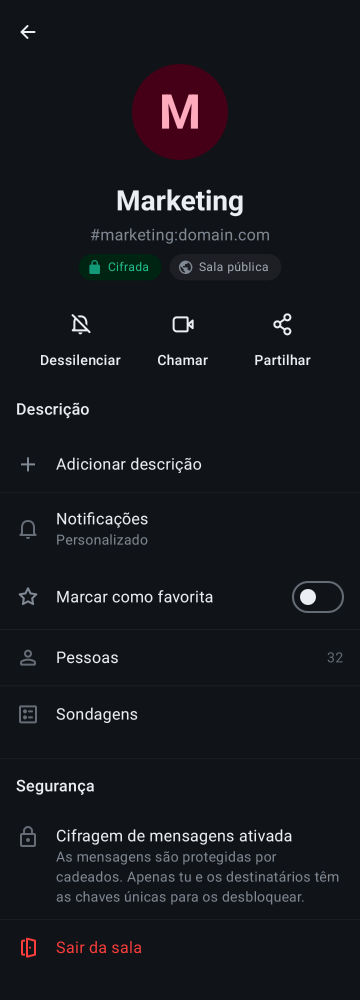 M
Marketing
#marketing:domain.com
Cifrada
Sala pública
Dessilenciar
Chamar
Partilhar
Descrição
Adicionar descrição
Notificações
Personalizado
Marcar como favorita
Pessoas
32
Sondagens
Segurança
Cifragem de mensagens ativada
As mensagens são protegidas por
cadeados. Apenas tu e os destinatários têm
as chaves únicas para os desbloquear.
Sair da sala